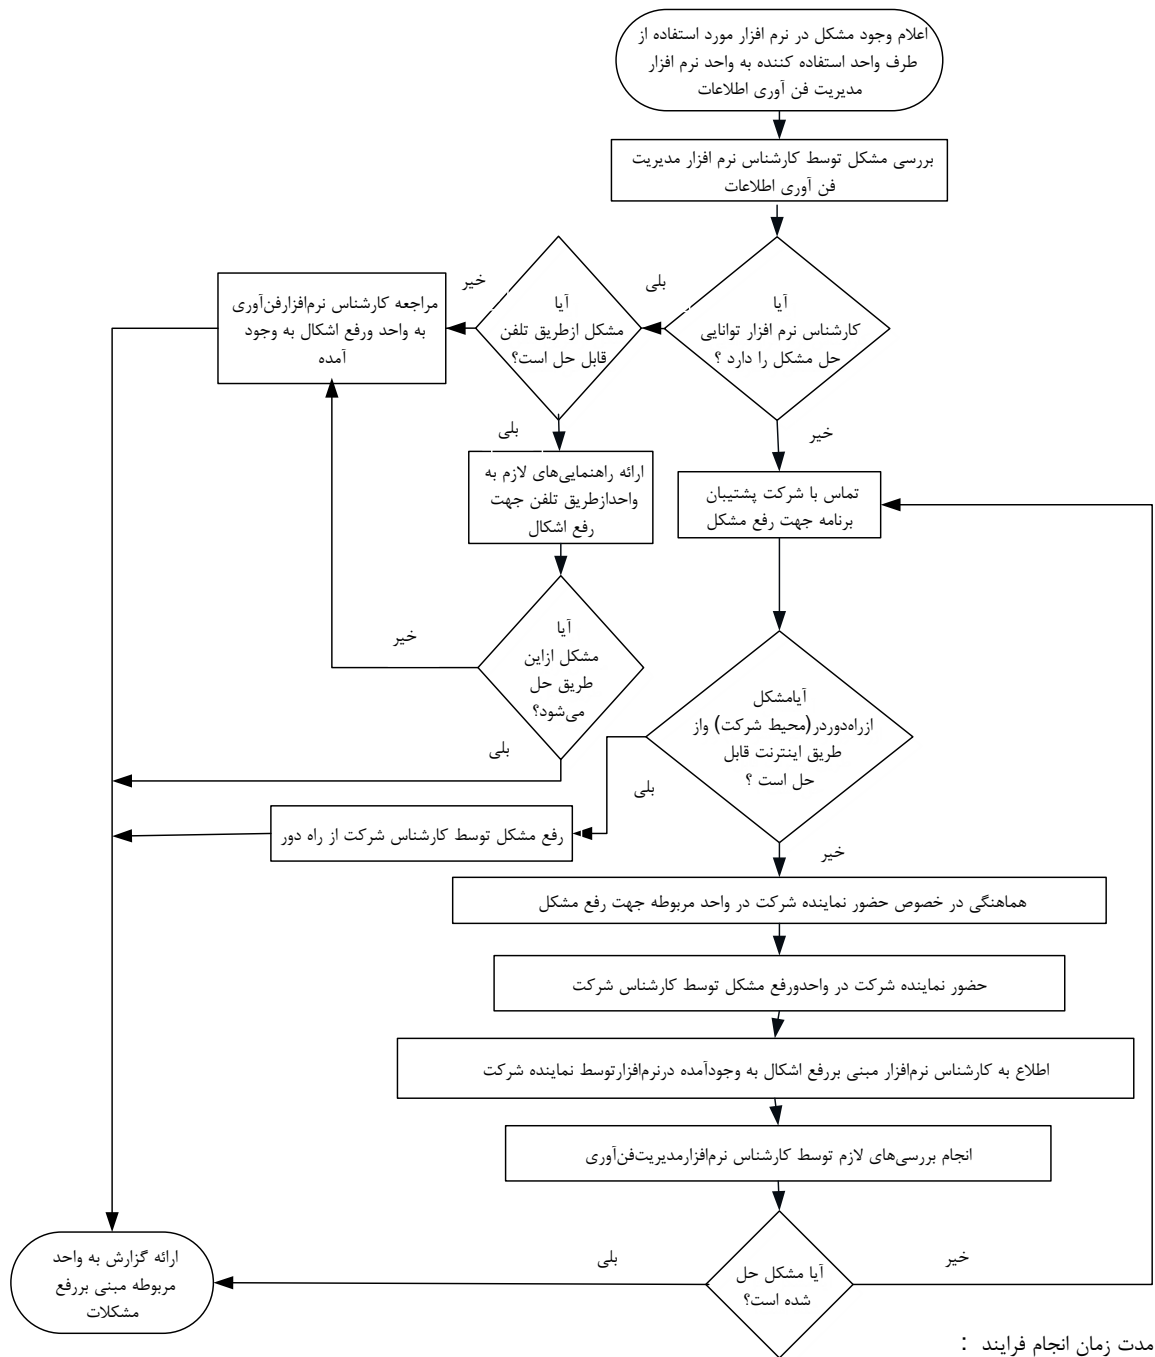 اعلام وجود مشکل در نرم افزار مورد استفاده از
طرف واحد استفاده کننده به واحد نرم افزار
مدیریت فن آوری اطلاعات
بررسی مشکل توسط کارشناس نرم افزار مدیریت
فن آوری اطلاعات
آیا
کارشناس نرم افزار توانایی
حل مشکل را دارد ؟
بلی
خیر
آیا
مشکل ازطریق تلفن
قابل حل است؟
خیر
بلی
مراجعه کارشناس نرم‌افزارفن‌آوری
به واحد ورفع اشکال به وجود
آمده
ارائه راهنمایی‌های لازم به
واحدازطریق تلفن جهت
رفع اشکال
تماس با شرکت پشتیبان
برنامه جهت رفع مشکل
آیا
مشکل ازاین
طریق حل
می‌شود؟
خیر
بلی
آیامشکل
ازراه‌دوردر(محیط شرکت) واز
طریق اینترنت قابل
حل است ؟
بلی
خیر
رفع مشکل توسط کارشناس شرکت از راه دور
هماهنگی در خصوص حضور نماینده شرکت در واحد مربوطه جهت رفع مشکل
حضور نماینده شرکت در واحدورفع مشکل توسط کارشناس شرکت
اطلاع به کارشناس نرم‌افزار مبنی بررفع اشکال به وجودآمده درنرم‌افزارتوسط نماینده شرکت
انجام بررسی‌های لازم توسط کارشناس نرم‌افزارمدیریت‌فن‌آوری
آیا مشکل حل
شده است؟
خیر
بلی
ارائه گزارش به واحد
مربوطه مبنی بررفع
مشکلات
مدت زمان انجام فرایند :